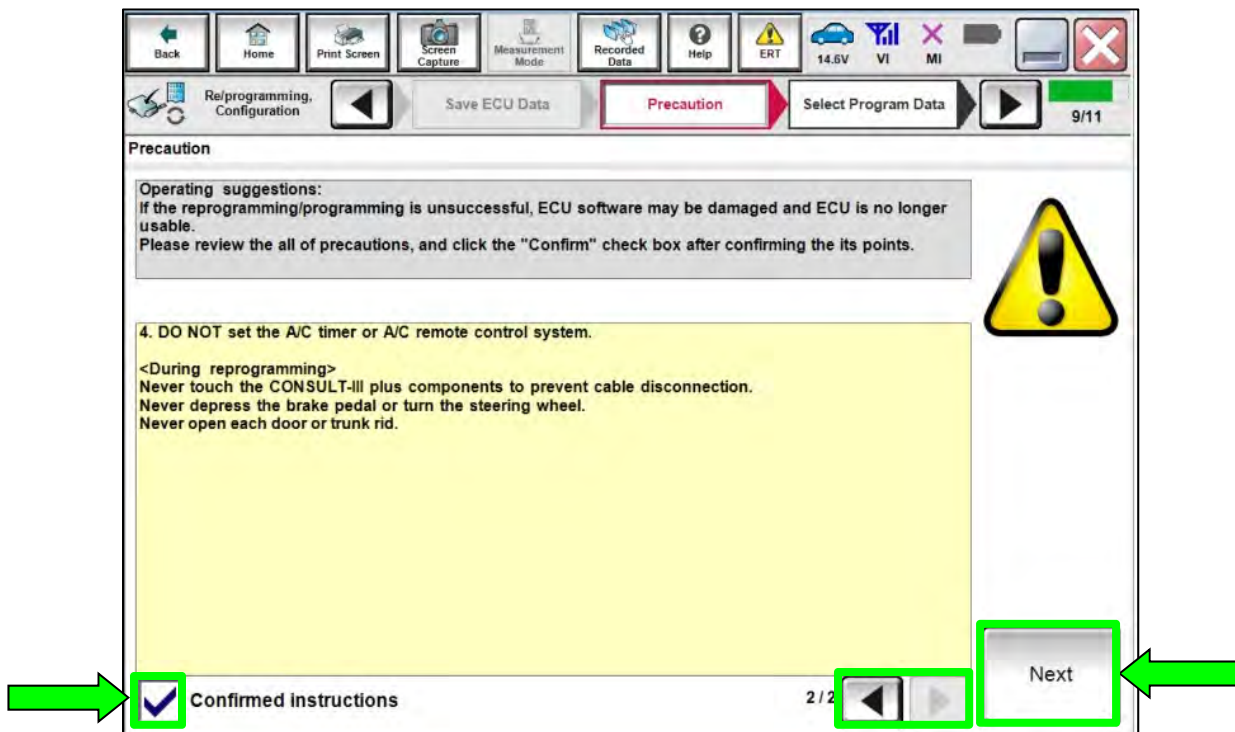 Back
Home
Print Screen
Screen
Capture
Measurement
Mode
Recorded
Data
Help
ERT
14.6V
VI
MI
Re/programming,
Configuration
Save ECU Data
Precaution
Select Program Data
9/11
Precaution
Operating suggestions:
If the reprogramming/programming is unsuccessful, ECU software may be damaged and ECU is no longer
usable.
Please review the all of precautions, and click the "Confirm" check box after confirming the its points.
4. DO NOT set the A/C timer or A/C remote control system.
<During reprogramming>
Never touch the CONSULT-III plus components to prevent cable disconnection.
Never depress the brake pedal or turn the steering wheel.
Never open each door or trunk rid.
Confirmed instructions
2/2
Next